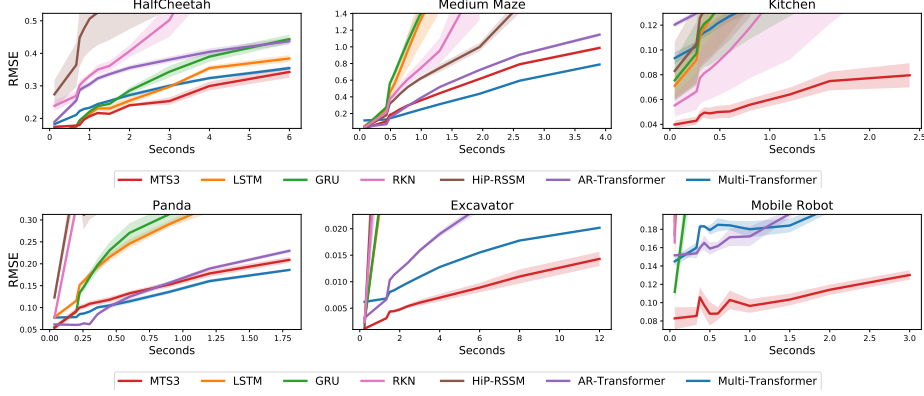 HalfCheetah
Medium Maze
Kitchen
RMSE
0.5
0.4
0.3
0.2
0 1 2 3 4 5 6
Seconds
1.4
1.2
1.0
0.8
0.6
0.4
0.2
0.0 0.5 1.0 1.5 2.0 2.5 3.0 3.5 4.0
Seconds
0.12
0.10
0.08
0.06
0.04
0.0 0.5 1.0 1.5 2.0 2.5
Seconds
MTS3 LSTM GRU RKN HiP-RSSM AR-Transformer Multi-Transformer
Panda
Excavator
Mobile Robot
RMSE
0.30
0.25
0.20
0.15
0.10
0.05
0.00 0.25 0.50 0.75 1.00 1.25 1.50 1.75
Seconds
0.020
0.015
0.010
0.005
2 4 6 8 10 12
Seconds
0.18
0.16
0.14
0.12
0.10
0.08
0.0 0.5 1.0 1.5 2.0 2.5 3.0
Seconds
MTS3 LSTM GRU RKN HiP-RSSM AR-Transformer Multi-Transformer